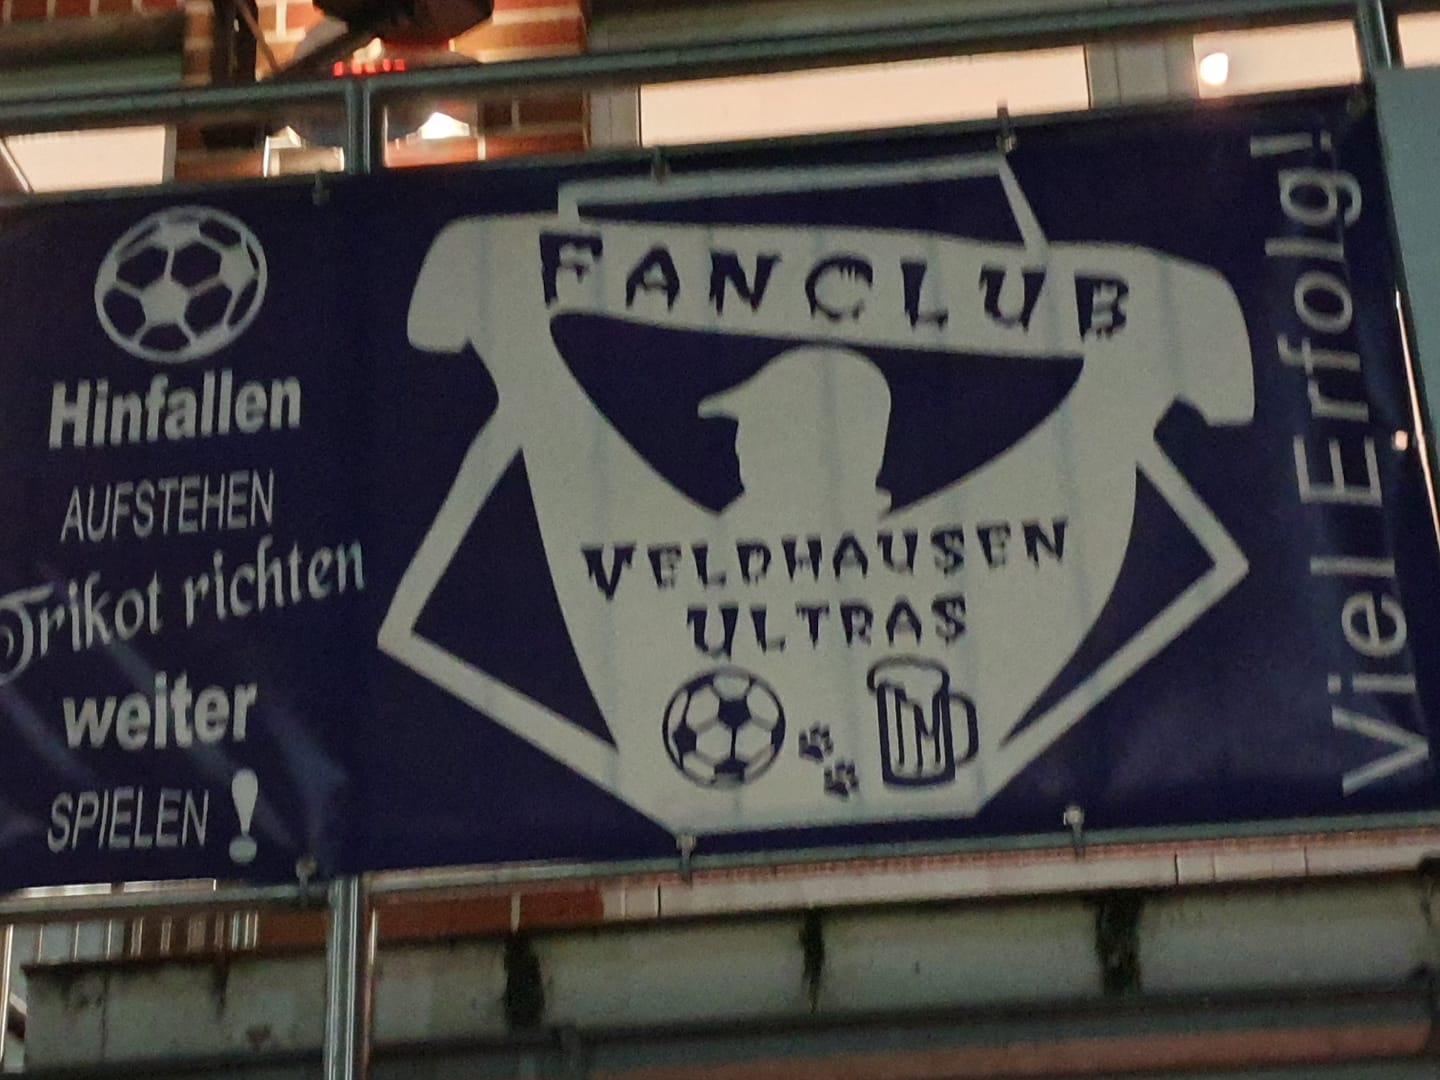 Hinfallen
AUFSTEHEN
Trikot richten
weiter
SPIELEN !
FANCLUB
VELDHAUSEN
ULTRAS
Viel Erfolg!